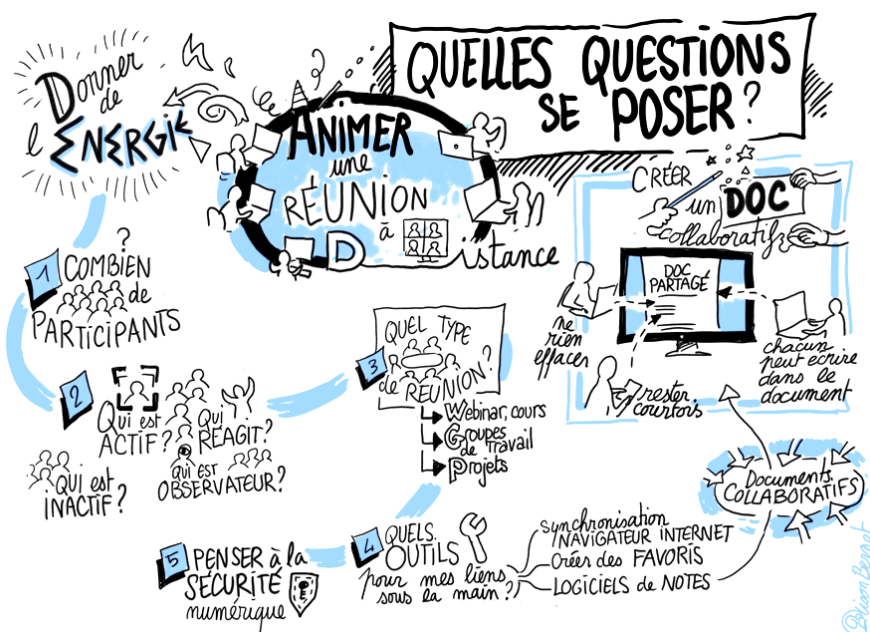 QUELLES QUESTIONS
SE POSER ?
Donner
de
l'ENERGIE
ANIMER
une
RÉUNION
à
Distance
1
COMBIEN ?
de
PARTICIPANTS
2
Qui est
ACTIF ?
Qui
RÉAGIT ?
Qui est
INACTIF ?
Qui est
OBSERVATEUR ?
3
QUEL TYPE
de RÉUNION ?
Webinar, cours
Groupes
de Travail
Projets
4
QUELS
OUTILS
pour mes liens
sous la main ?
synchronisation
NAVIGATEUR INTERNET
Créer des FAVORIS
LOGICIELS de NOTES
5
PENSER à la
SÉCURITÉ
numérique
CRÉER
un DOC
collaboratif
DOC
PARTAGÉ
ne
rien
effacer
rester
courtois
chacun
peut écrire
dans le
document
Documents
COLLABORATIFS